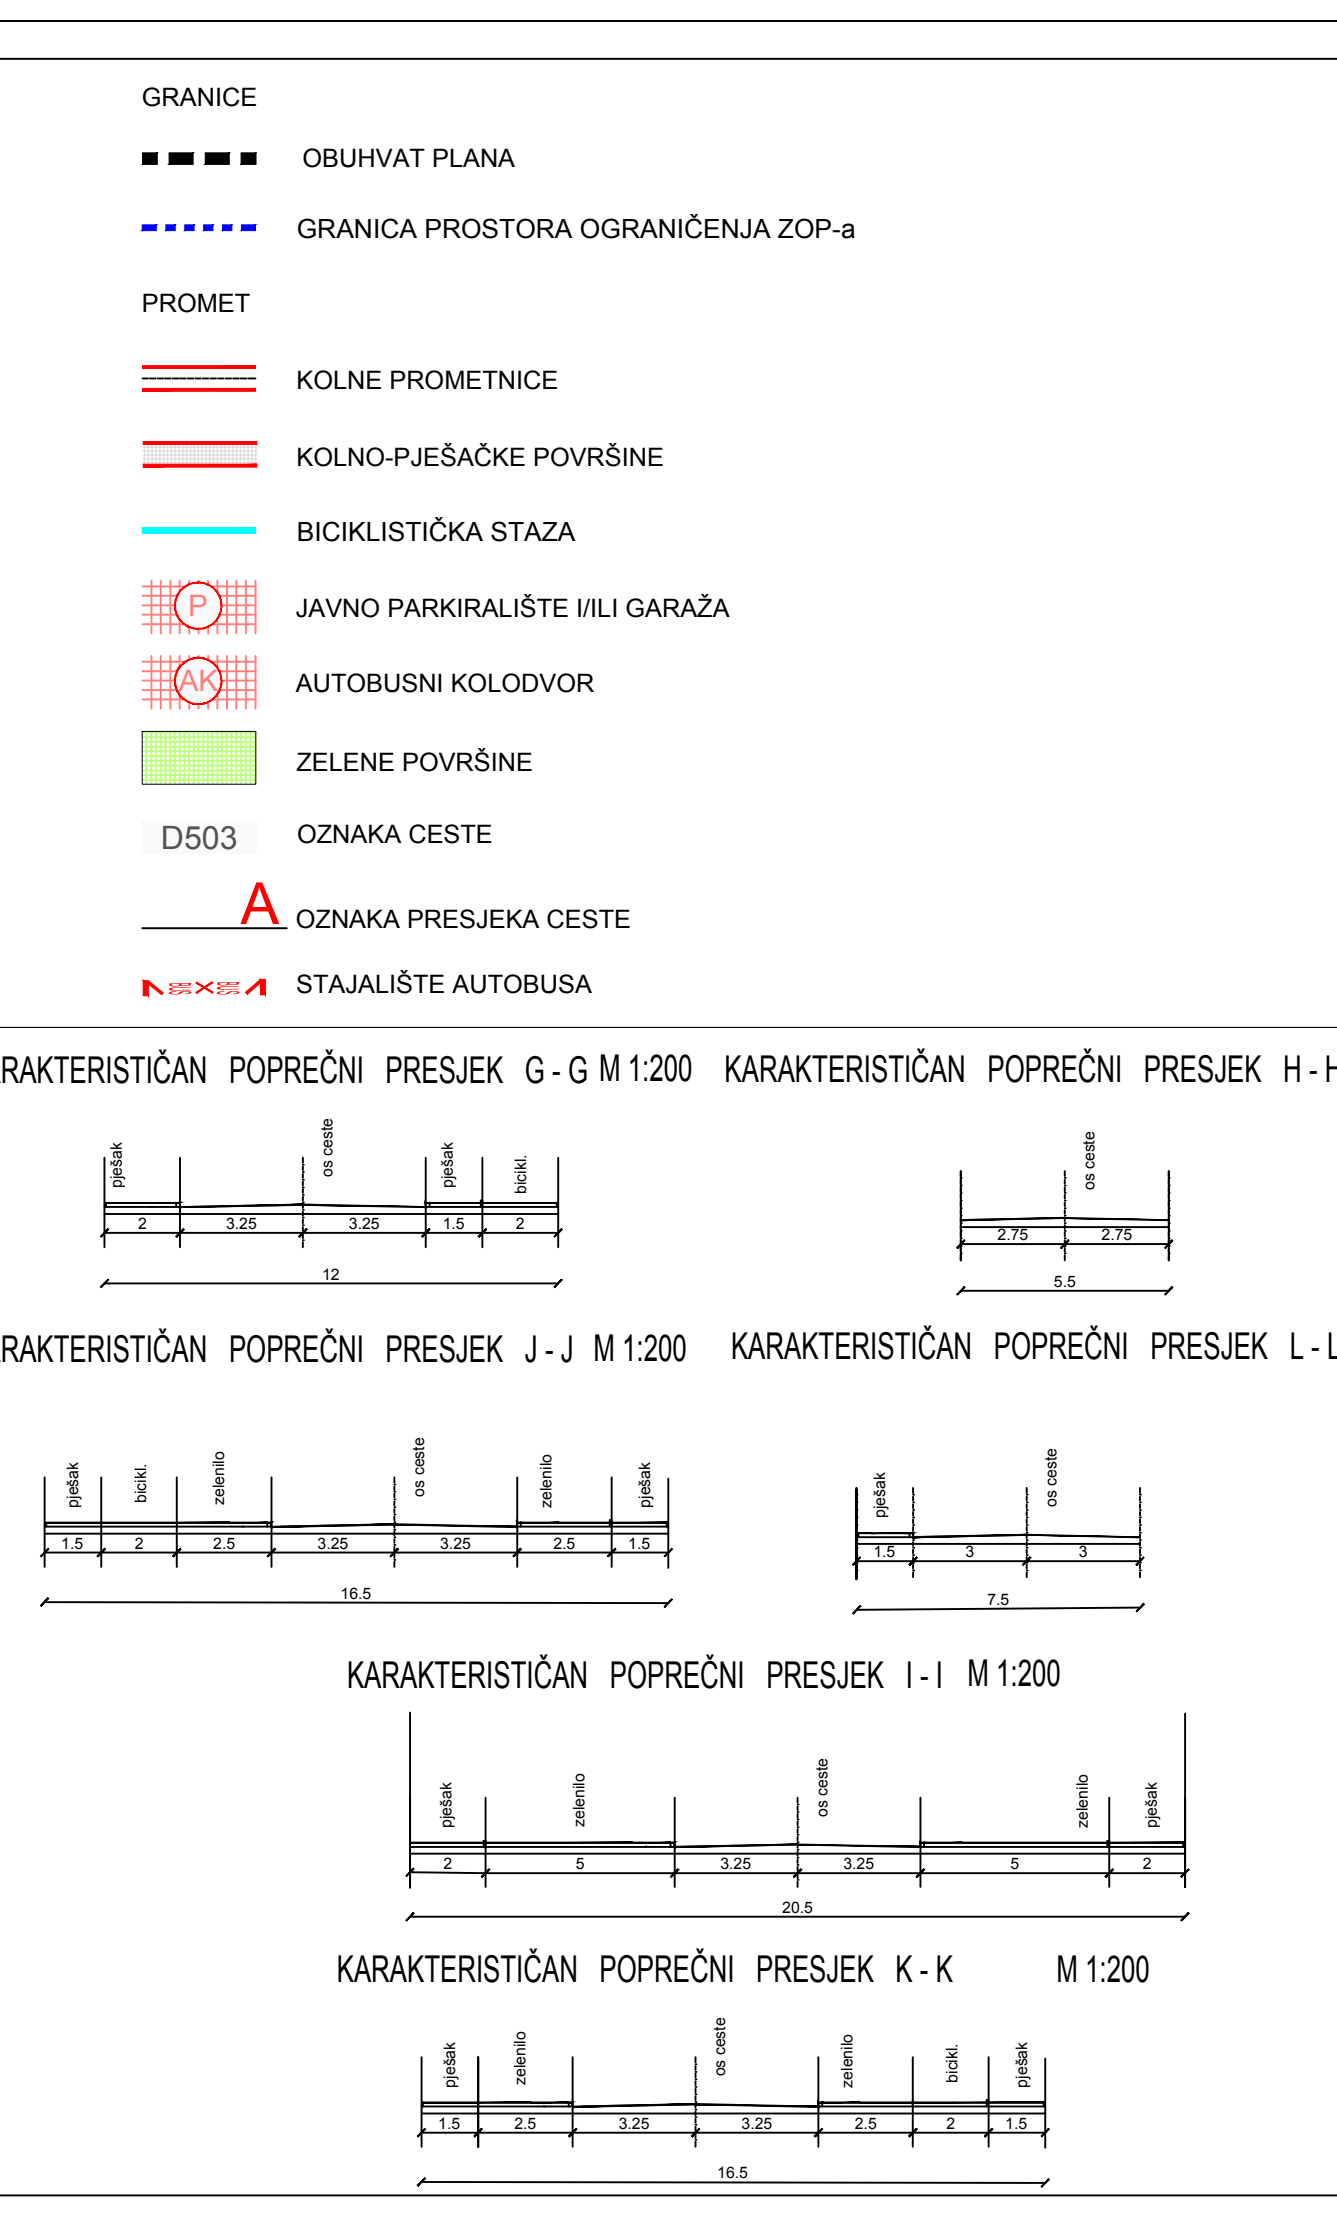 GRANICE
OBUHVAT PLANA
GRANICA PROSTORA OGRANIČENJA ZOP-a
PROMET
KOLNE PROMETNICE
KOLNO-PJEŠAČKE POVRŠINE
BICIKLISTIČKA STAZA
P JAVNO PARKIRALIŠTE I/ILI GARAŽA
AK AUTOBUSNI KOLODVOR
ZELENE POVRŠINE
D503 OZNAKA CESTE
A OZNAKA PRESJEKA CESTE
BUS BUS STAJALIŠTE AUTOBUSA
RAKTERISTIČAN POPREČNI PRESJEK G - G M 1:200
pješak os ceste pješak bicikl.
2 3.25 3.25 1.5 2
12
KARAKTERISTIČAN POPREČNI PRESJEK H - H
os ceste
2.75 2.75
5.5
RAKTERISTIČAN POPREČNI PRESJEK J - J M 1:200
pješak bicikl. zelenilo os ceste zelenilo pješak
1.5 2 2.5 3.25 3.25 2.5 1.5
16.5
KARAKTERISTIČAN POPREČNI PRESJEK L - L
pješak os ceste
1.5 3 3
7.5
KARAKTERISTIČAN POPREČNI PRESJEK I - I M 1:200
pješak zelenilo os ceste zelenilo pješak
2 5 3.25 3.25 5 2
20.5
KARAKTERISTIČAN POPREČNI PRESJEK K - K M 1:200
pješak zelenilo os ceste zelenilo bicikl. pješak
1.5 2.5 3.25 3.25 2.5 2 1.5
16.5